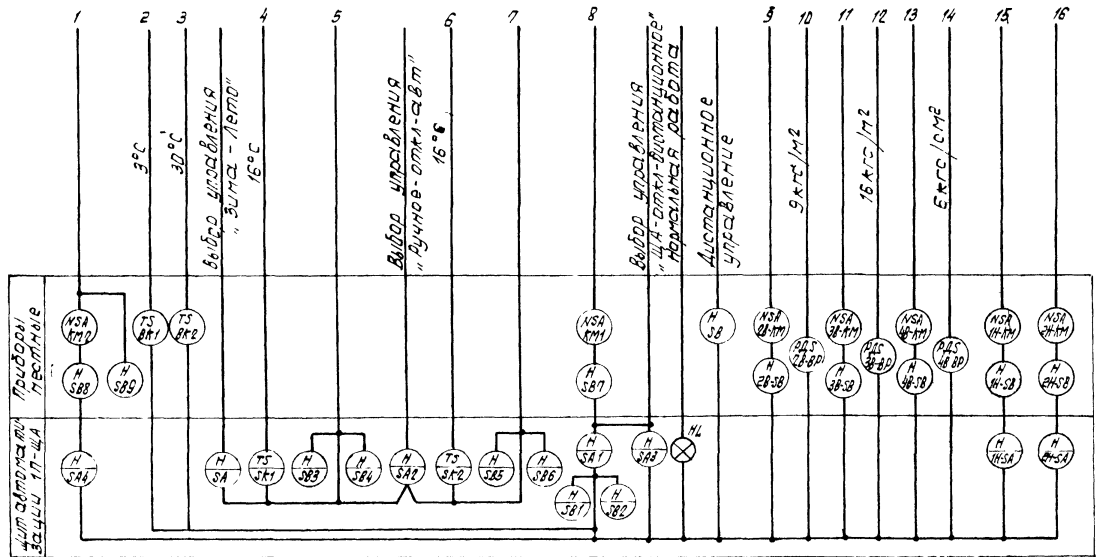 1 2 3 4 5 6 7 8 9 10 11 12 13 14 15 16
3°C
30°C
Выбор управления
„Зима - Лето"
16°C
Выбор управления
„Ручное-откл-авт"
16°C
Выбор управления
„ЩА-откл-дистанционное"
нормальная работа
Дистанционное
управление
9 кгс/м2
16 кгс/м2
6 кгс/см2
Приборы
местные
NSA
KM2
H
SB8
H
SB9
TS
BK1
TS
BK2
NSA
KM1
H
SB7
H
SB
NSA
2В-КМ
H
2В-SB
РДS
2В-ВР
NSA
3В-КМ
H
3В-SB
РДS
3В-ВР
NSA
4В-КМ
H
4В-SB
РДS
4В-ВР
NSA
1Н-КМ
H
1Н-SB
NSA
2Н-КМ
H
2Н-SB
Щит автомати-
зации 1П-ЩА
H
SA4
H
SA
TS
SK1
H
SB3
H
SB4
H
SA2
TS
SK2
H
SB5
H
SB6
H
SA1
H
SA3
HL
H
SB1
H
SB2
H
1Н-SA
H
2Н-SA